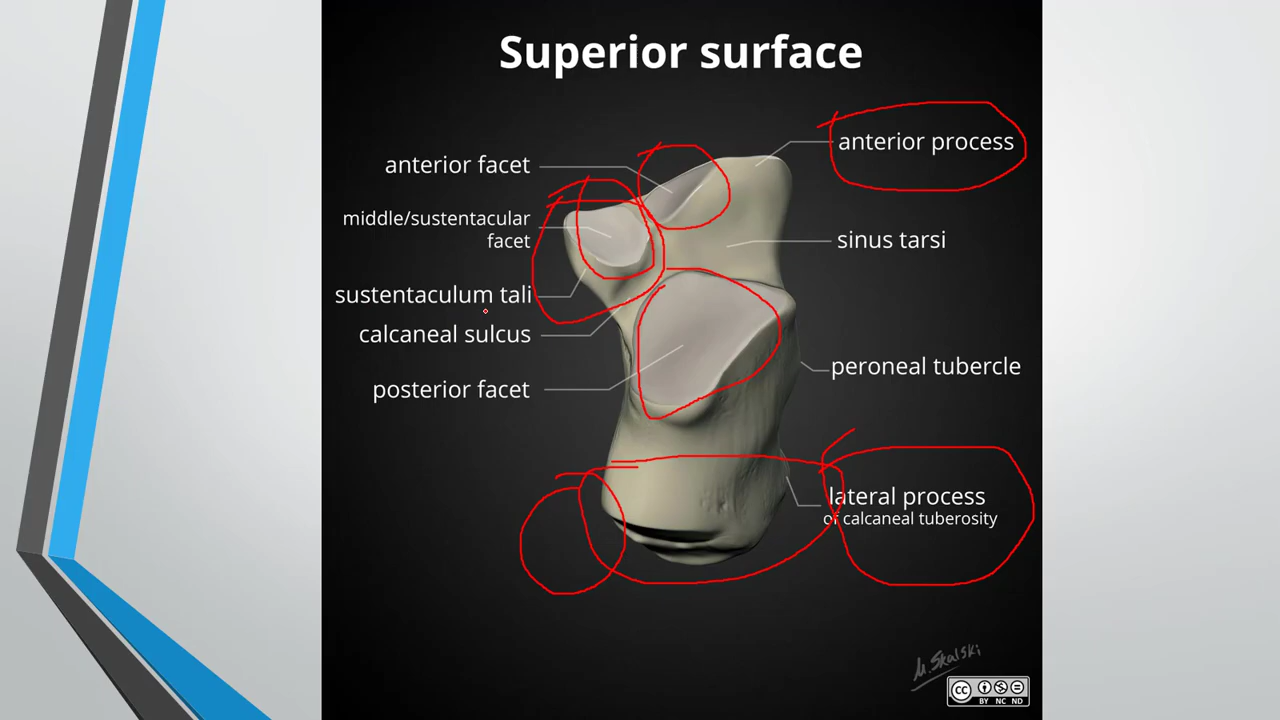 Superior surface
anterior process
anterior facet
middle/sustentacular
facet
sinus tarsi
sustentaculum tali
calcaneal sulcus
peroneal tubercle
posterior facet
lateral process
of calcaneal tuberosity
M. Skalski
cc
BY NC ND